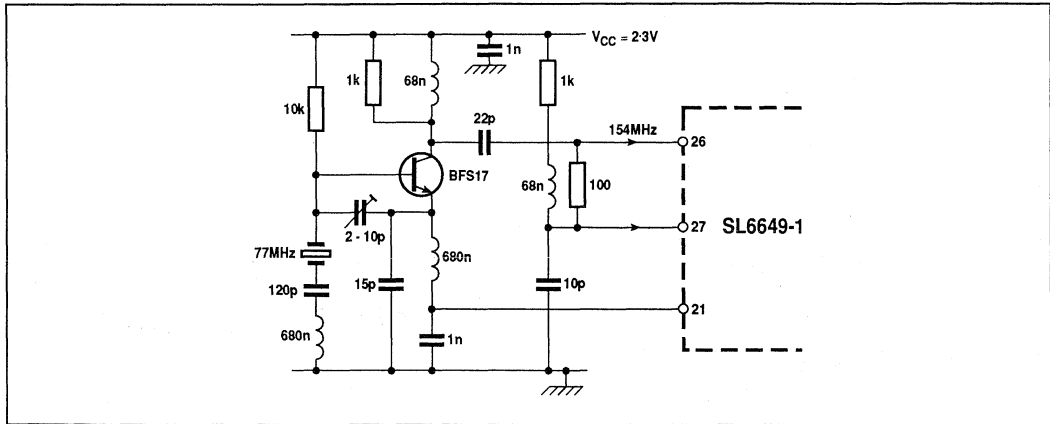 VCC = 2·3V
1n
1k
68n
1k
10k
22p
154MHz
26
BFS17
68n
100
2 - 10p
27
SL6649-1
77MHz
680n
120p
15p
10p
21
680n
1n